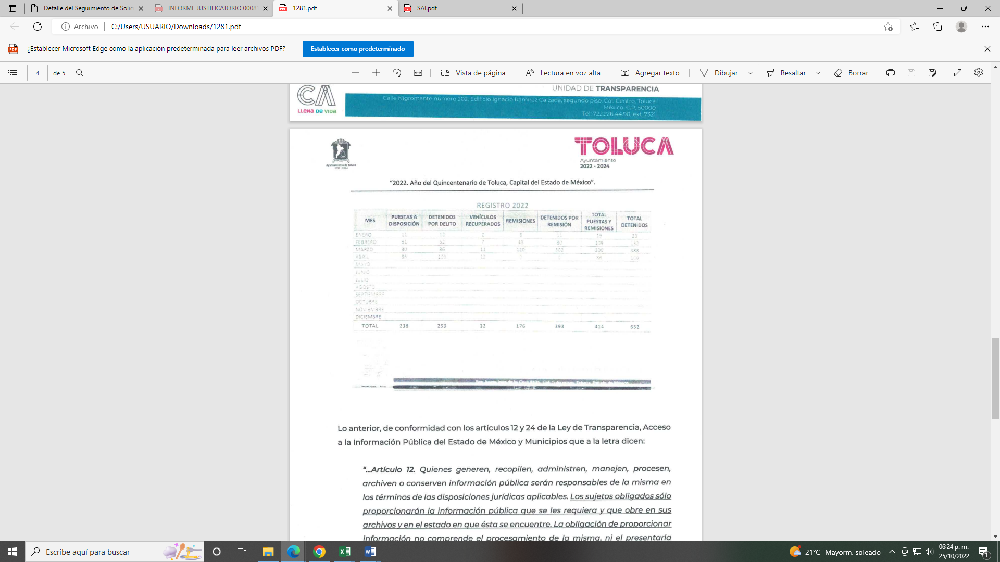 Detalle del Seguimiento de Solic
INFORME JUSTIFICATORIO 0008
1281.pdf
SAI.pdf
Archivo
C:/Users/USUARIO/Downloads/1281.pdf
¿Establecer Microsoft Edge como la aplicación predeterminada para leer archivos PDF?
Establecer como predeterminado
4 de 5
Vista de página
Lectura en voz alta
Agregar texto
Dibujar
Resaltar
Borrar
CA
LLENA DE VIDA
UNIDAD DE TRANSPARENCIA
Calle Nigromante número 202, Edificio Ignacio Ramírez Calzada, segundo piso, Col. Centro, Toluca
México. C.P. 50000
Tel: 722.226.44.90, ext. 7321
Ayuntamiento de Toluca
2022 - 2024
TOLUCA
Ayuntamiento
2022 - 2024
“2022. Año del Quincentenario de Toluca, Capital del Estado de México”.
REGISTRO 2022
MES PUESTAS A DISPOSICIÓN DETENIDOS POR DELITO VEHÍCULOS RECUPERADOS REMISIONES DETENIDOS POR REMISIÓN TOTAL PUESTAS Y REMISIONES TOTAL DETENIDOS
ENERO 11 12 2 8 11 19 23
FEBRERO 61 52 7 48 80 109 132
MARZO 80 86 11 120 302 200 388
ABRIL 86 109 12 86 109
MAYO
JUNIO
JULIO
AGOSTO
SEPTIEMBRE
OCTUBRE
NOVIEMBRE
DICIEMBRE
TOTAL 238 259 32 176 393 414 652
C.P. 50000
Lo anterior, de conformidad con los artículos 12 y 24 de la Ley de Transparencia, Acceso
a la Información Pública del Estado de México y Municipios que a la letra dicen:
“...Artículo 12. Quienes generen, recopilen, administren, manejen, procesen,
archiven o conserven información pública serán responsables de la misma en
los términos de las disposiciones jurídicas aplicables. Los sujetos obligados sólo
proporcionarán la información pública que se les requiera y que obre en sus
archivos y en el estado en que ésta se encuentre. La obligación de proporcionar
información no comprende el procesamiento de la misma, ni el presentarla
Escribe aquí para buscar
21°C Mayorm. soleado
06:24 p. m.
25/10/2022
1